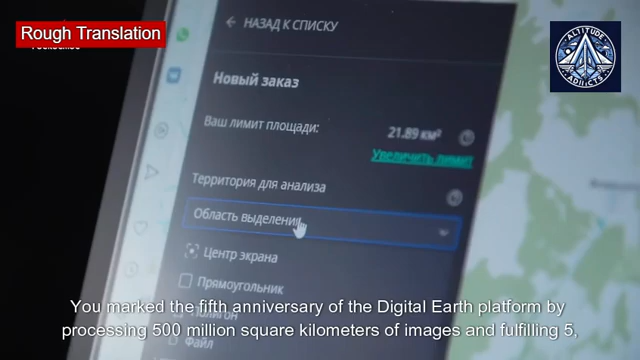 Rough Translation
ALTITUDE
ADDICTS
НАЗАД К СПИСКУ
Новый заказ
Ваш лимит площади:
21.89 км²
Увеличить лимит
Территория для анализа
Область выделения
Центр экрана
Прямоугольник
Полигон
Файл
You marked the fifth anniversary of the Digital Earth platform by
processing 500 million square kilometers of images and fulfilling 5,